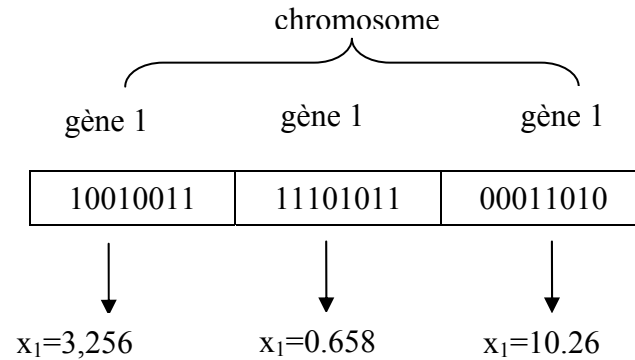 chromosome
gène 1 gène 1 gène 1
10010011 11101011 00011010
x₁=3,256 x₁=0.658 x₁=10.26